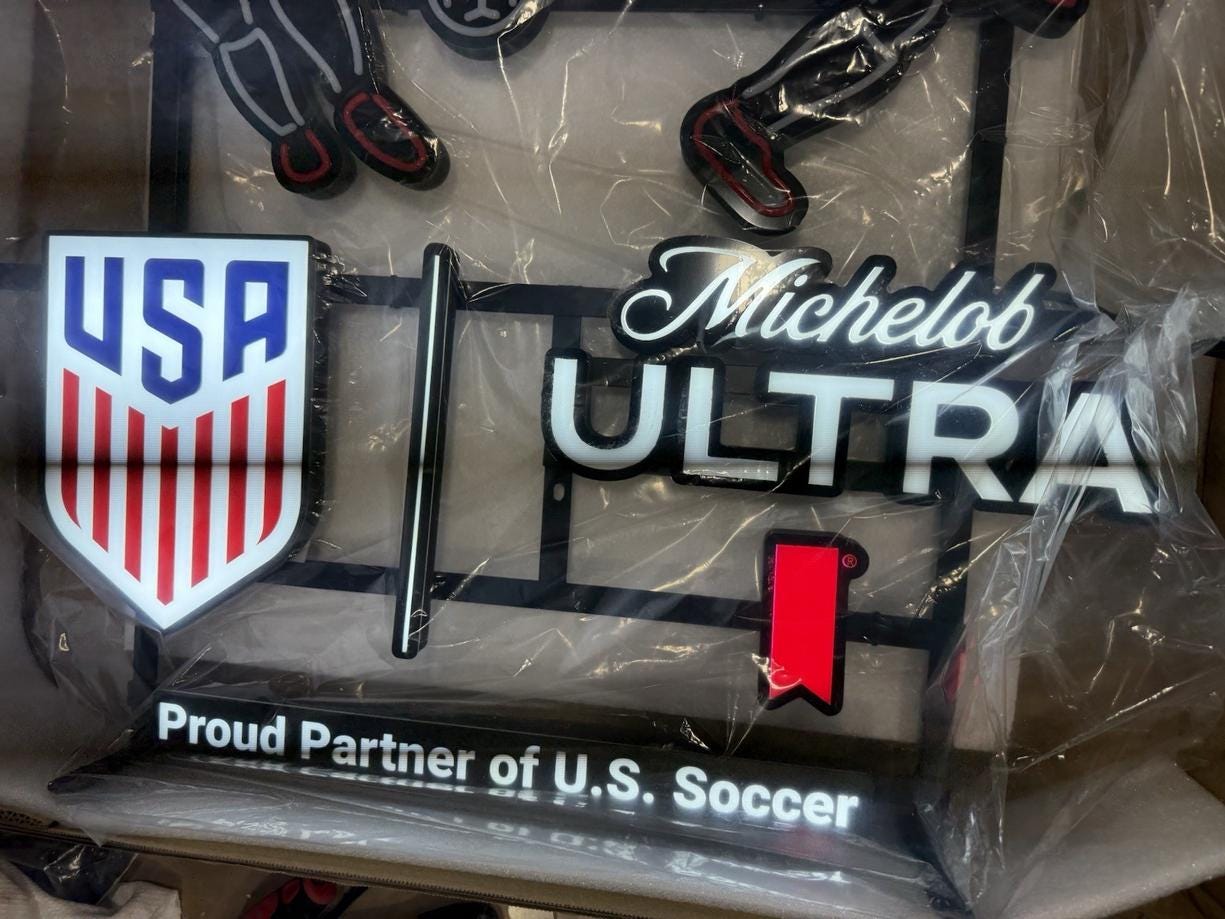 USA
Michelob
ULTRA
®
Proud Partner of U.S. Soccer